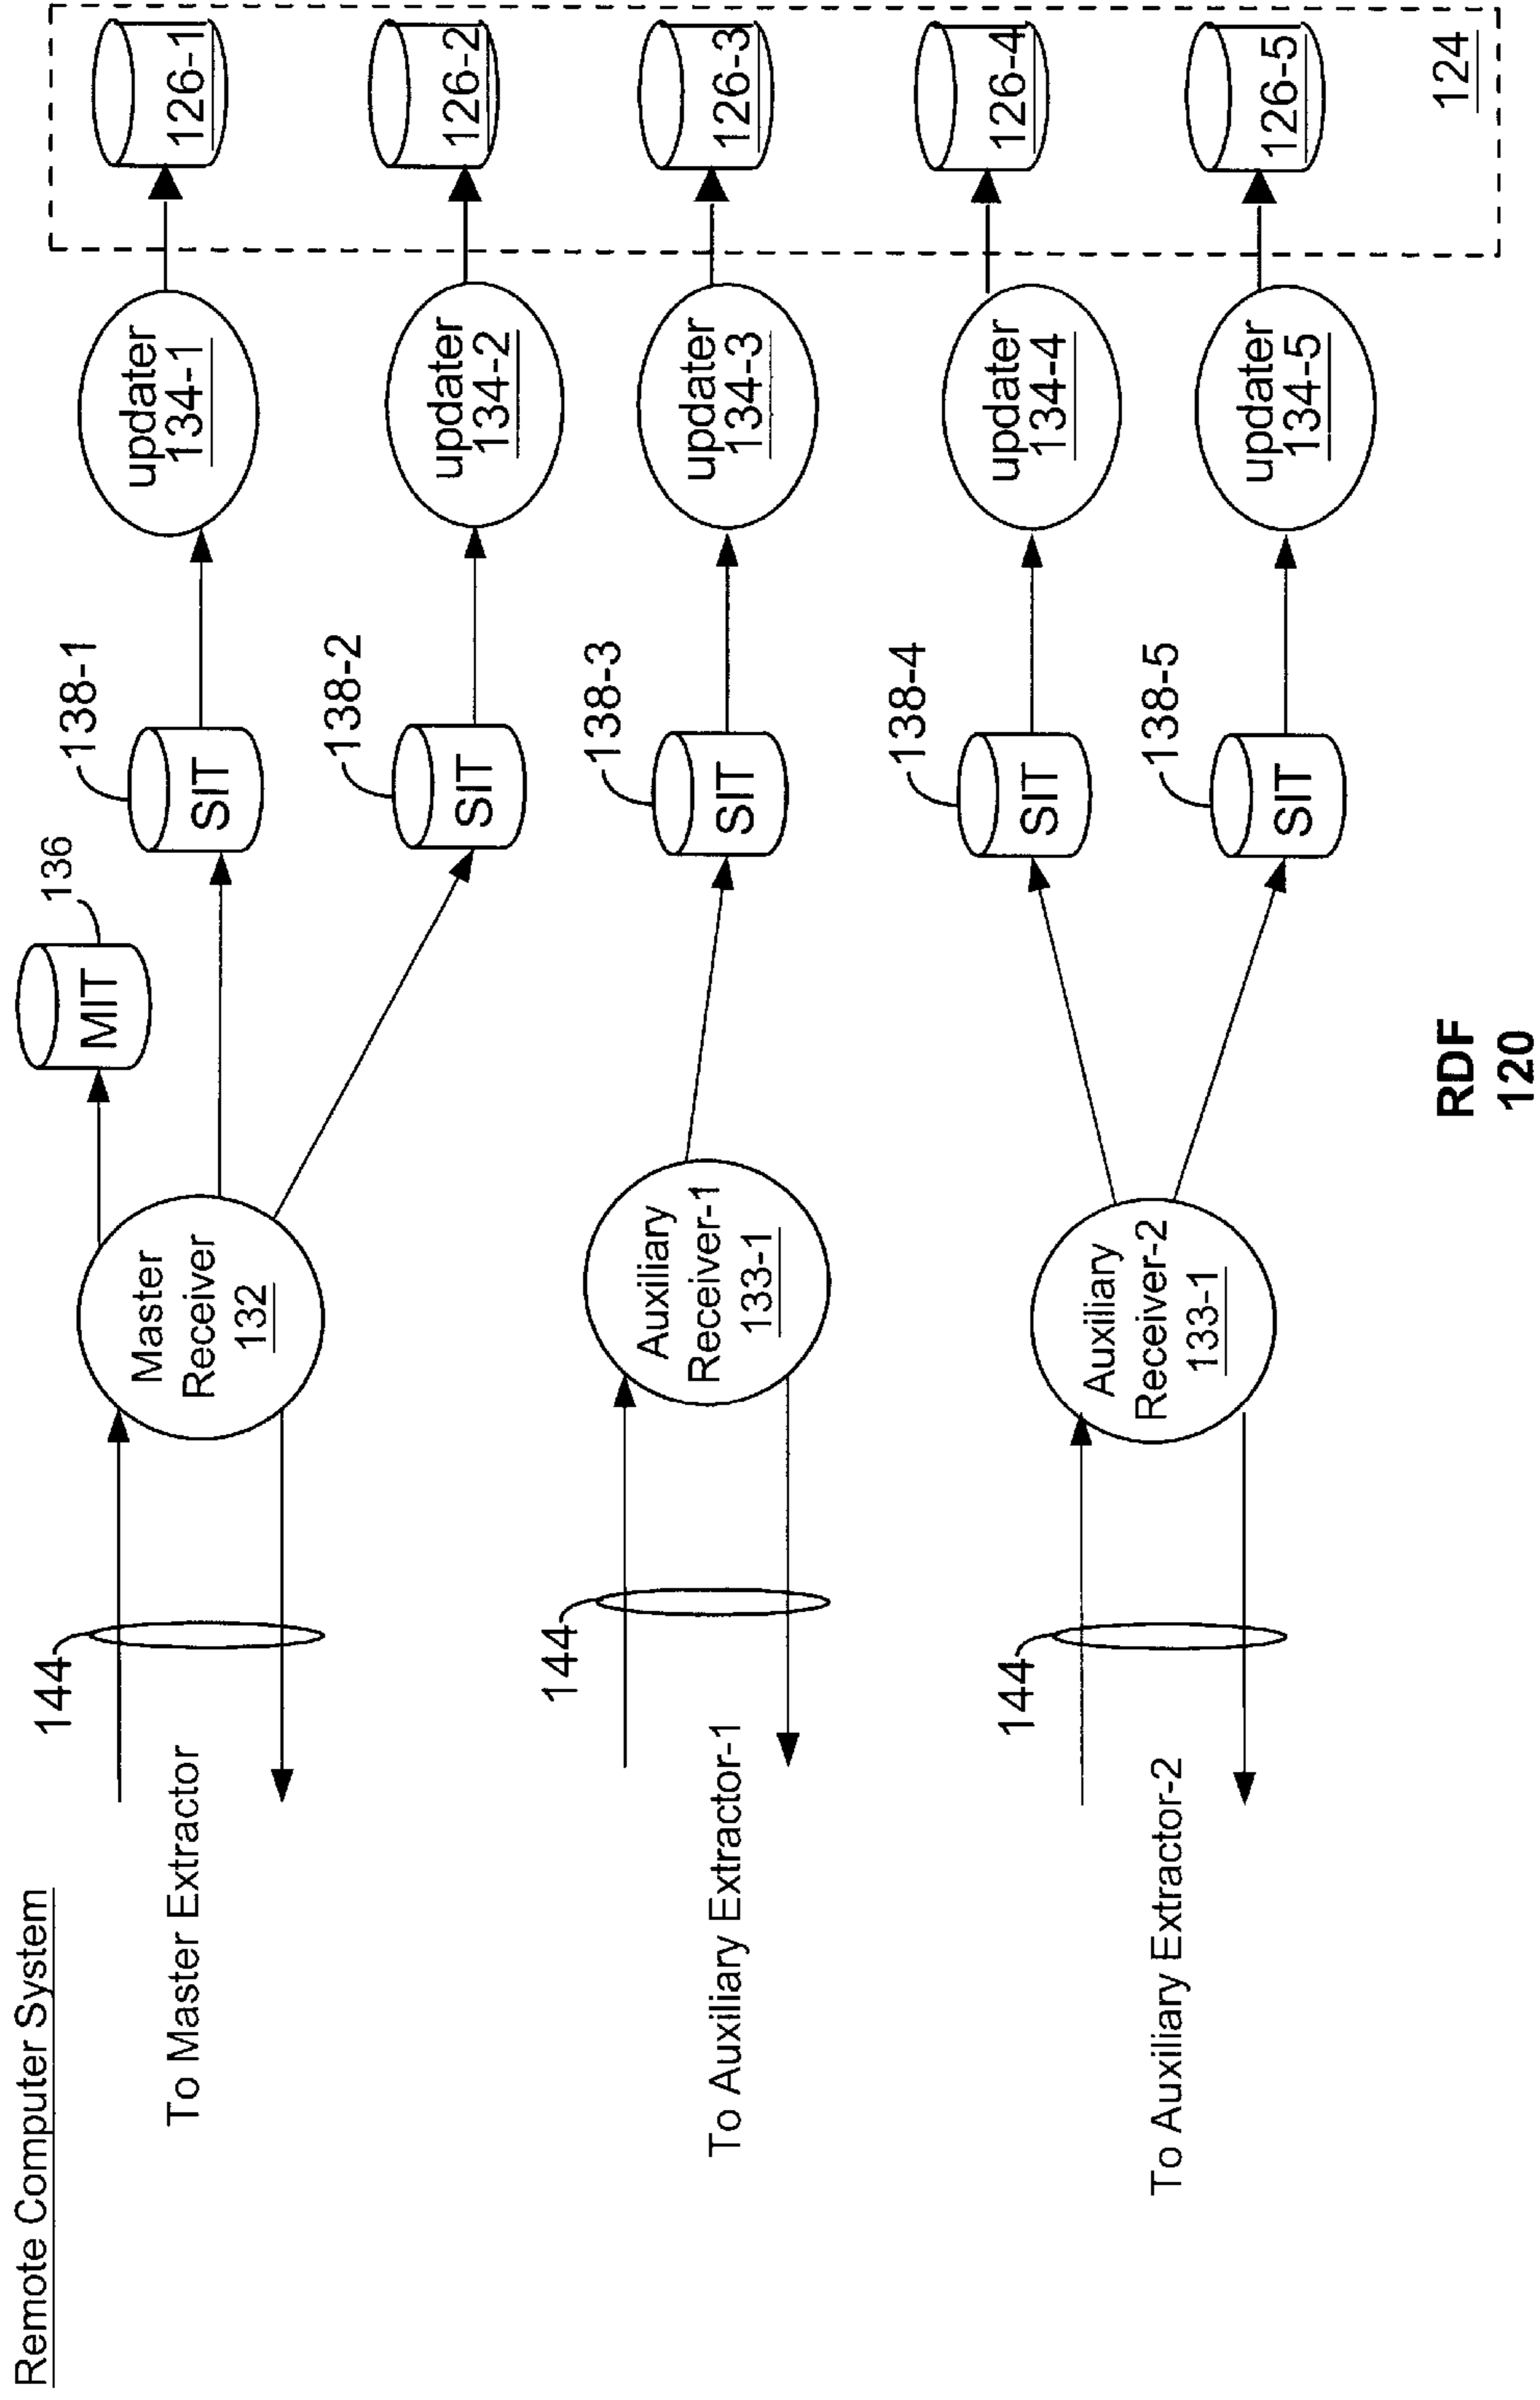 Remote Computer System
To Master Extractor
144
Master
Receiver
132
MIT
136
SIT
138-1
updater
134-1
126-1
SIT
138-2
updater
134-2
126-2
To Auxiliary Extractor-1
144
Auxiliary
Receiver-1
133-1
SIT
138-3
updater
134-3
126-3
To Auxiliary Extractor-2
144
Auxiliary
Receiver-2
133-1
SIT
138-4
updater
134-4
126-4
SIT
138-5
updater
134-5
126-5
124
RDF
120